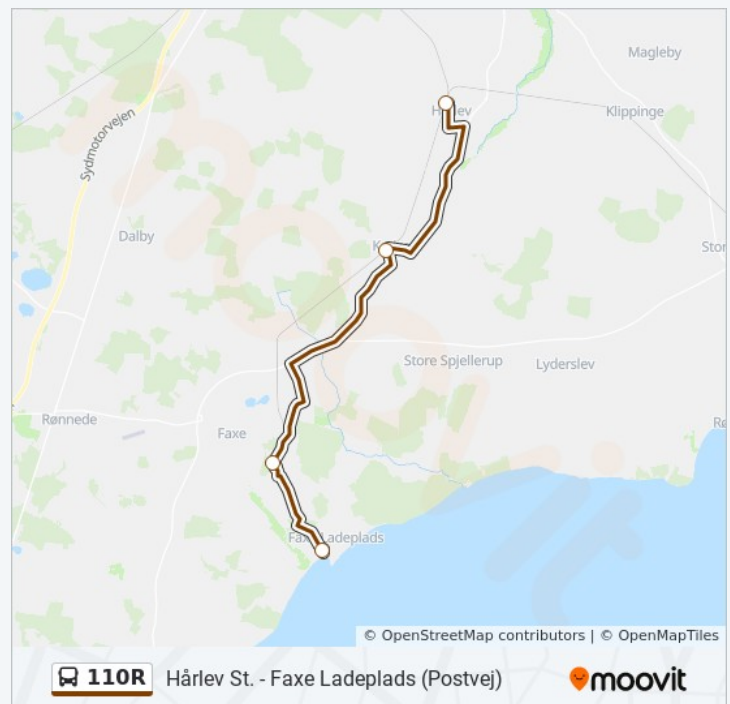 Magleby
Klippinge
Sydmotorvejen
Dalby
Store Spjellerup
Lyderslev
Rønnede
Faxe
Faxe Ladeplads
© OpenStreetMap contributors | © OpenMapTiles
110R Hårlev St. - Faxe Ladeplads (Postvej) moovit